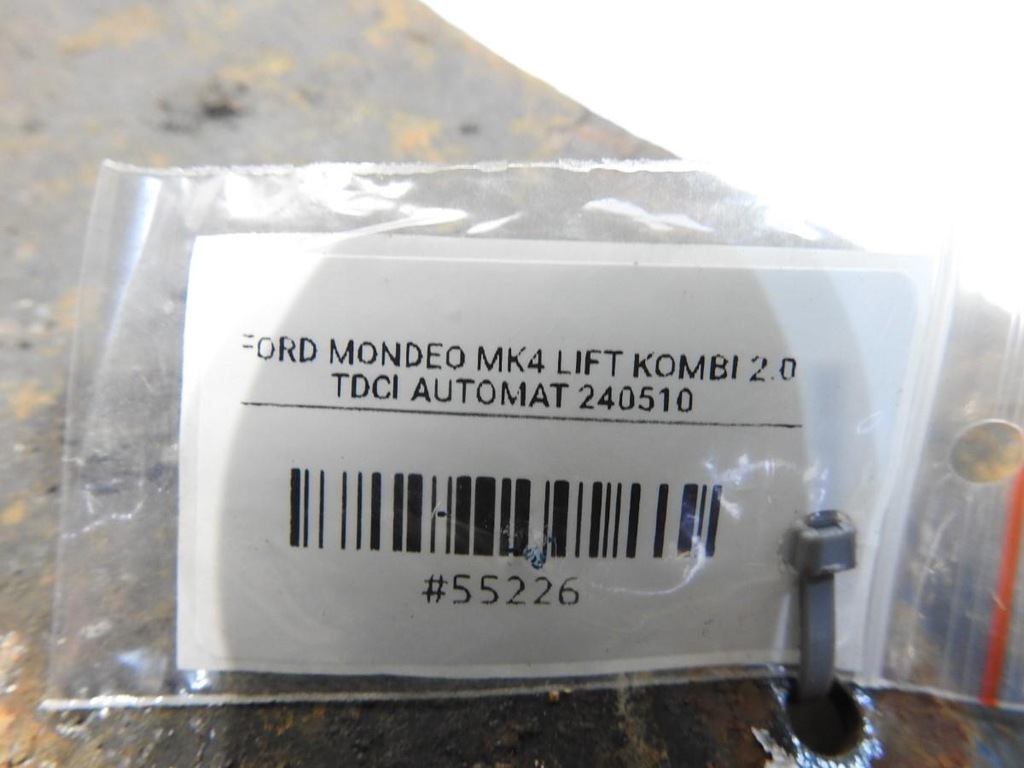 FORD MONDEO MK4 LIFT KOMBI 2.0
TDCI AUTOMAT 240510
#55226